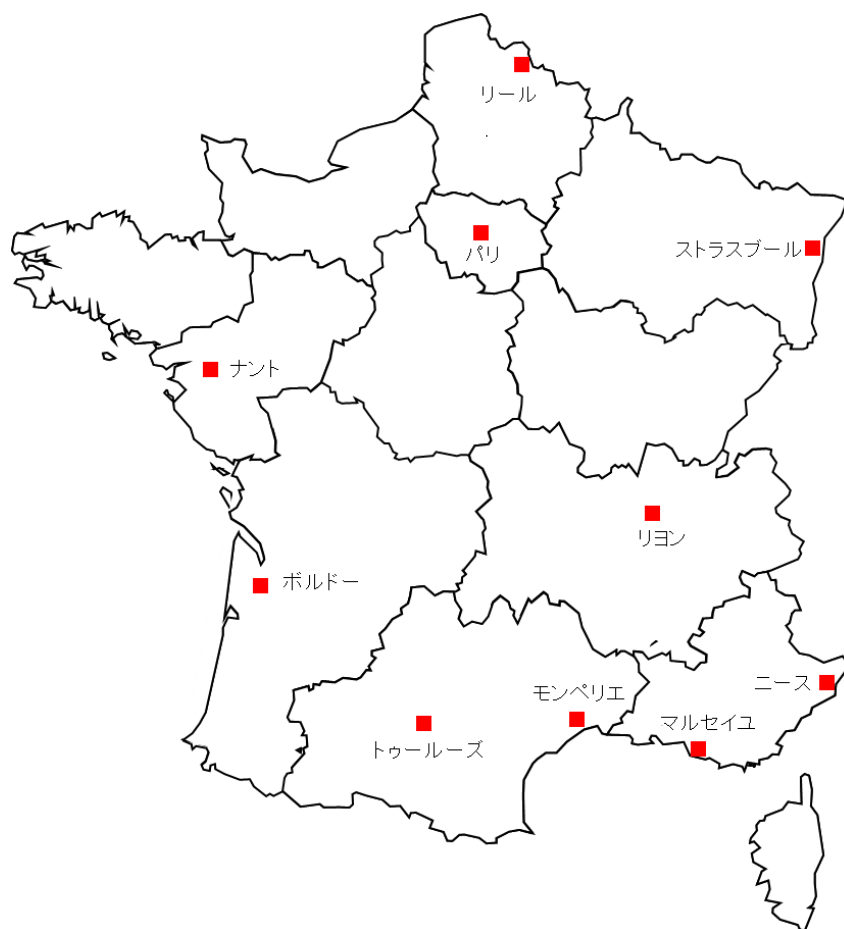 リール
パリ
ストラスブール
ナント
リヨン
ボルドー
ニース
モンペリエ
マルセイユ
トゥールーズ